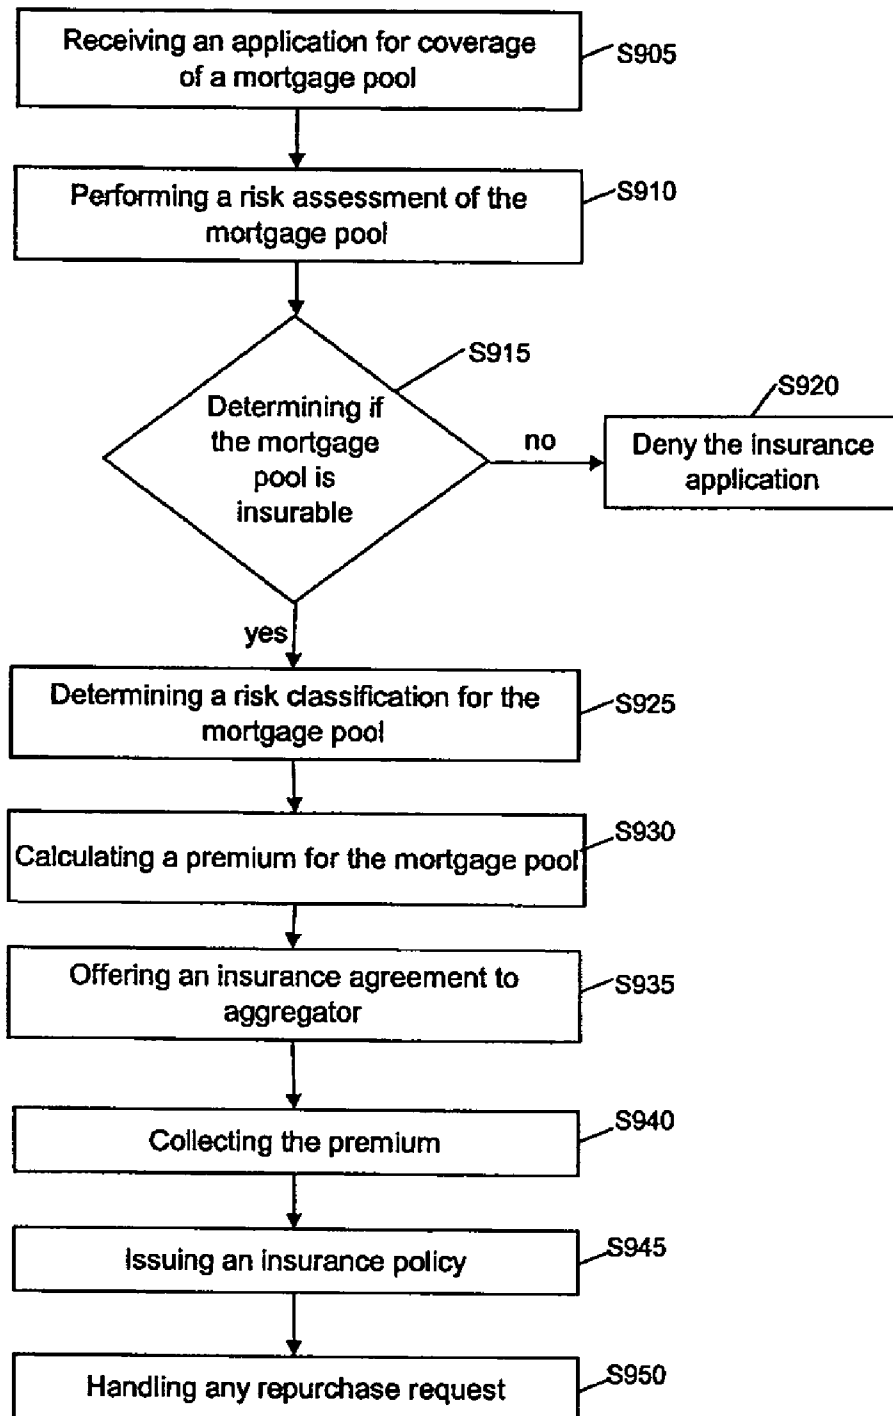 Receiving an application for coverage
of a mortgage pool
S905
Performing a risk assessment of the
mortgage pool
S910
S915
Determining if
the mortgage
pool is
insurable
no
S920
Deny the insurance
application
yes
Determining a risk classification for the
mortgage pool
S925
Calculating a premium for the mortgage pool
S930
Offering an insurance agreement to
aggregator
S935
Collecting the premium
S940
Issuing an insurance policy
S945
Handling any repurchase request
S950